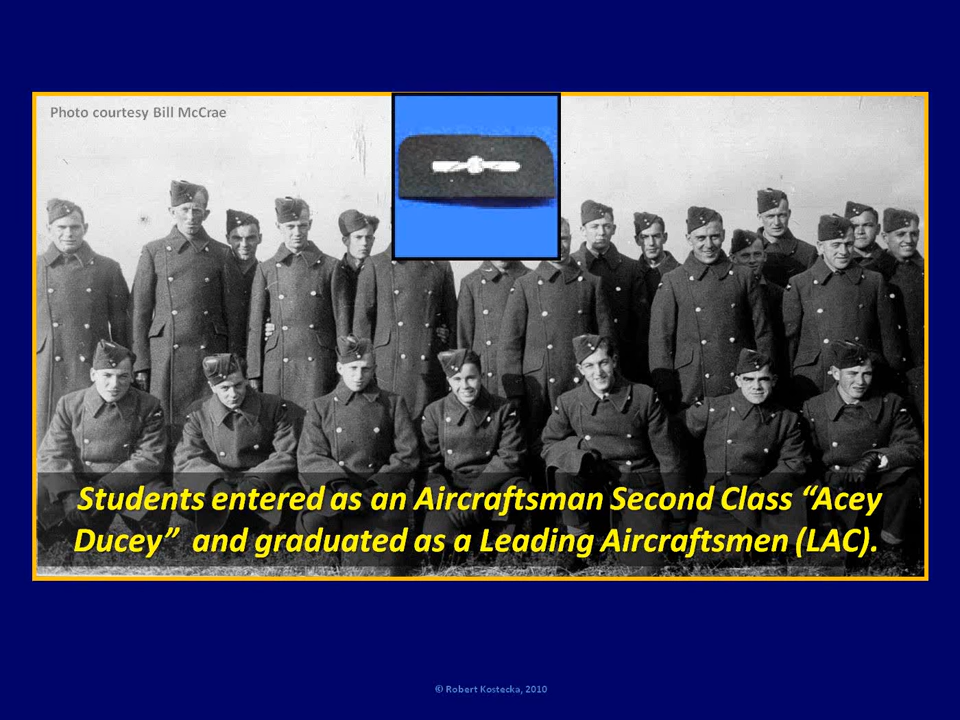 Photo courtesy Bill McCrae
Students entered as an Aircraftsman Second Class “Acey
Ducey” and graduated as a Leading Aircraftsmen (LAC).
© Robert Kostecka, 2010